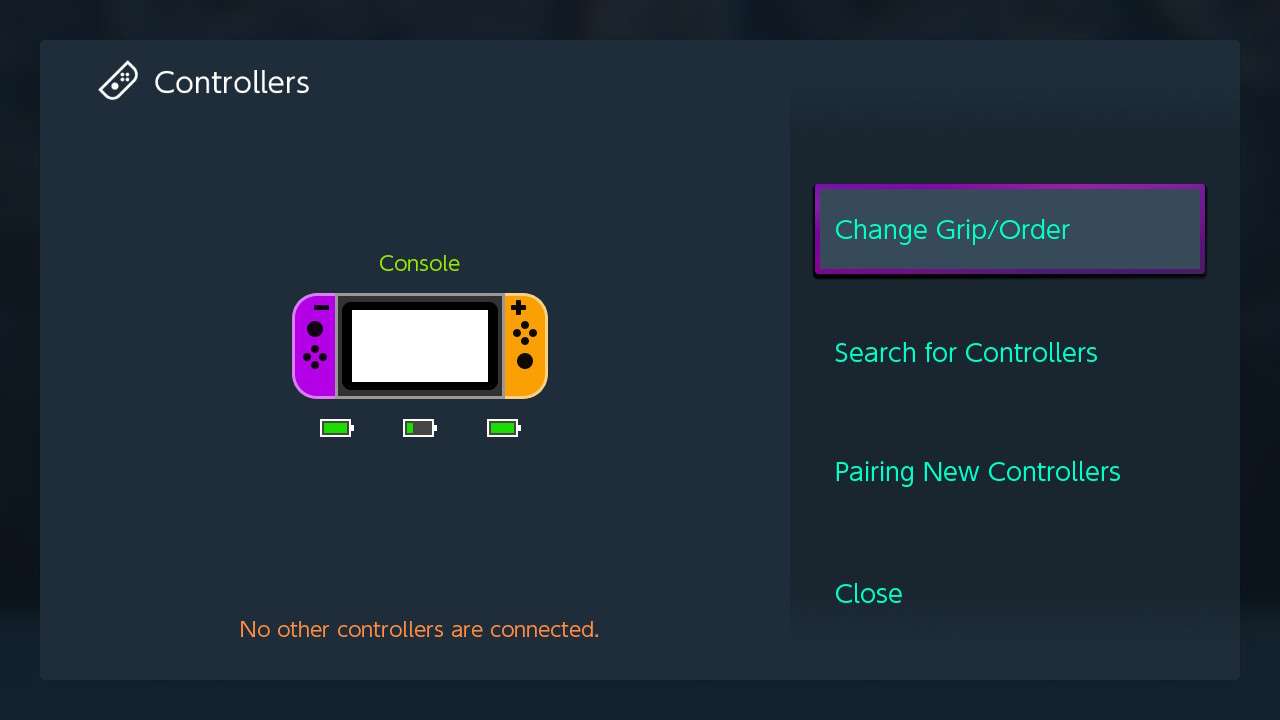 Controllers
Console
No other controllers are connected.
Change Grip/Order
Search for Controllers
Pairing New Controllers
Close